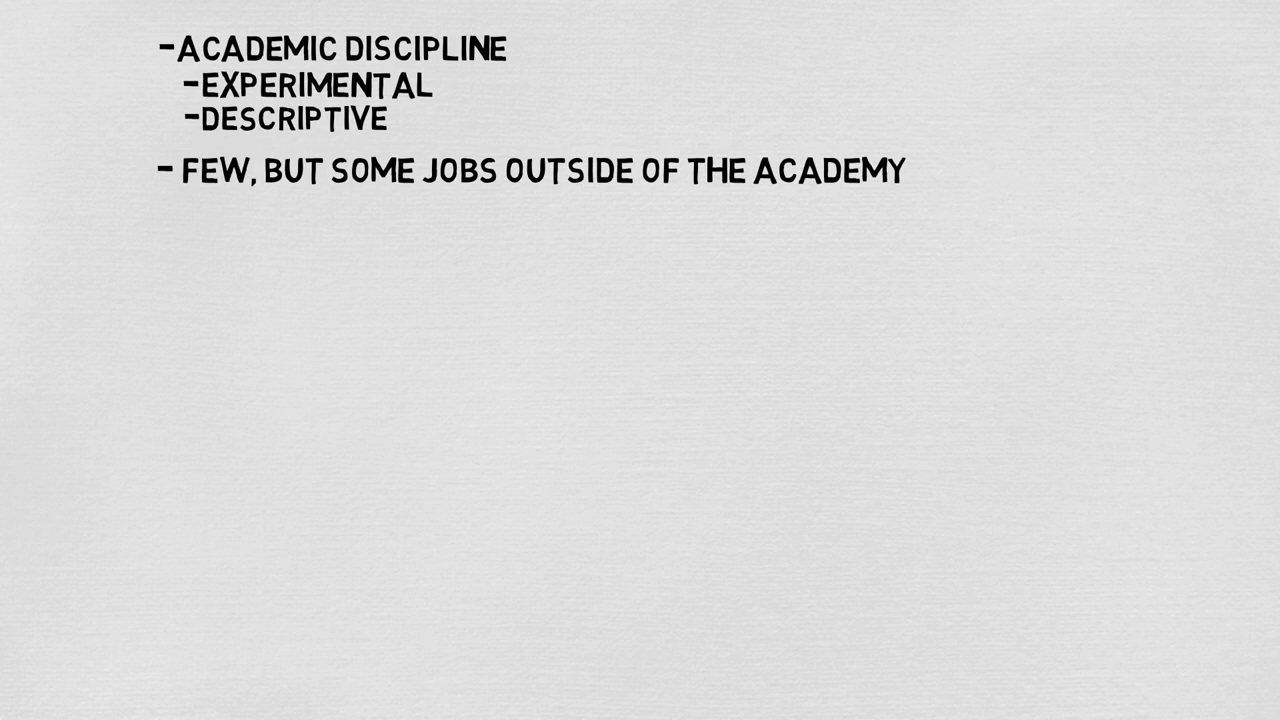 -ACADEMIC DISCIPLINE
-EXPERIMENTAL
-DESCRIPTIVE
- FEW, BUT SOME JOBS OUTSIDE OF THE ACADEMY